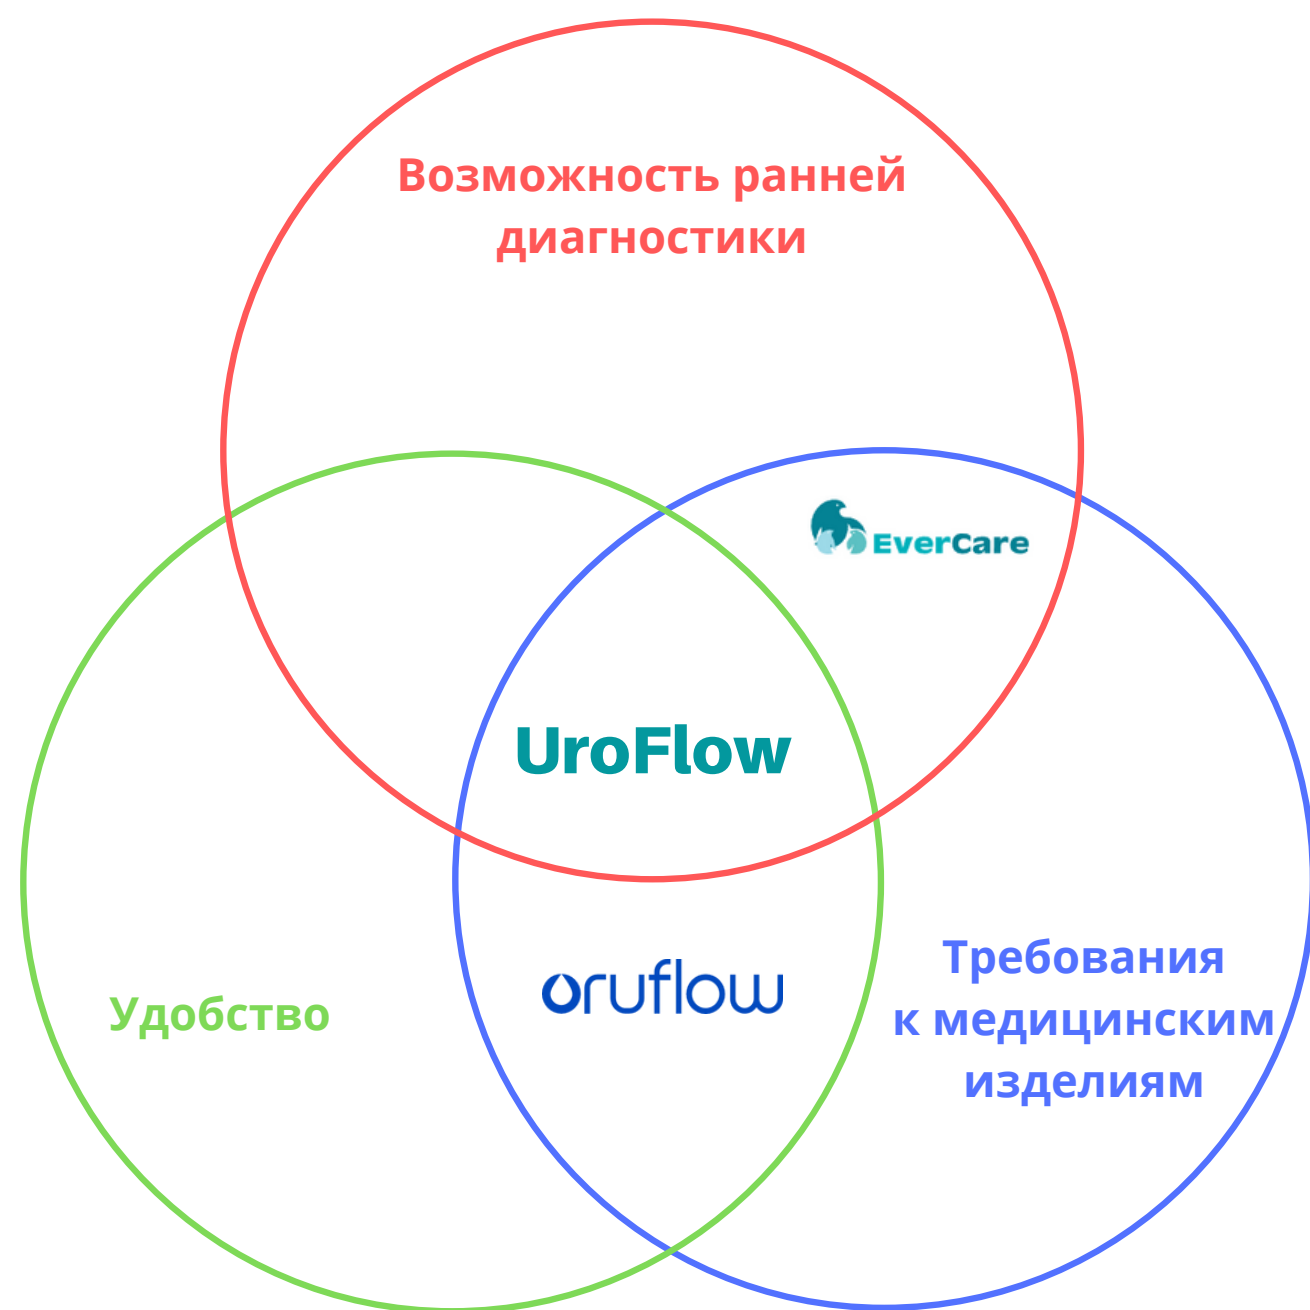 Возможность ранней
диагностики
EverCare
UroFlow
oruflow
Удобство
Требования
к медицинским
изделиям